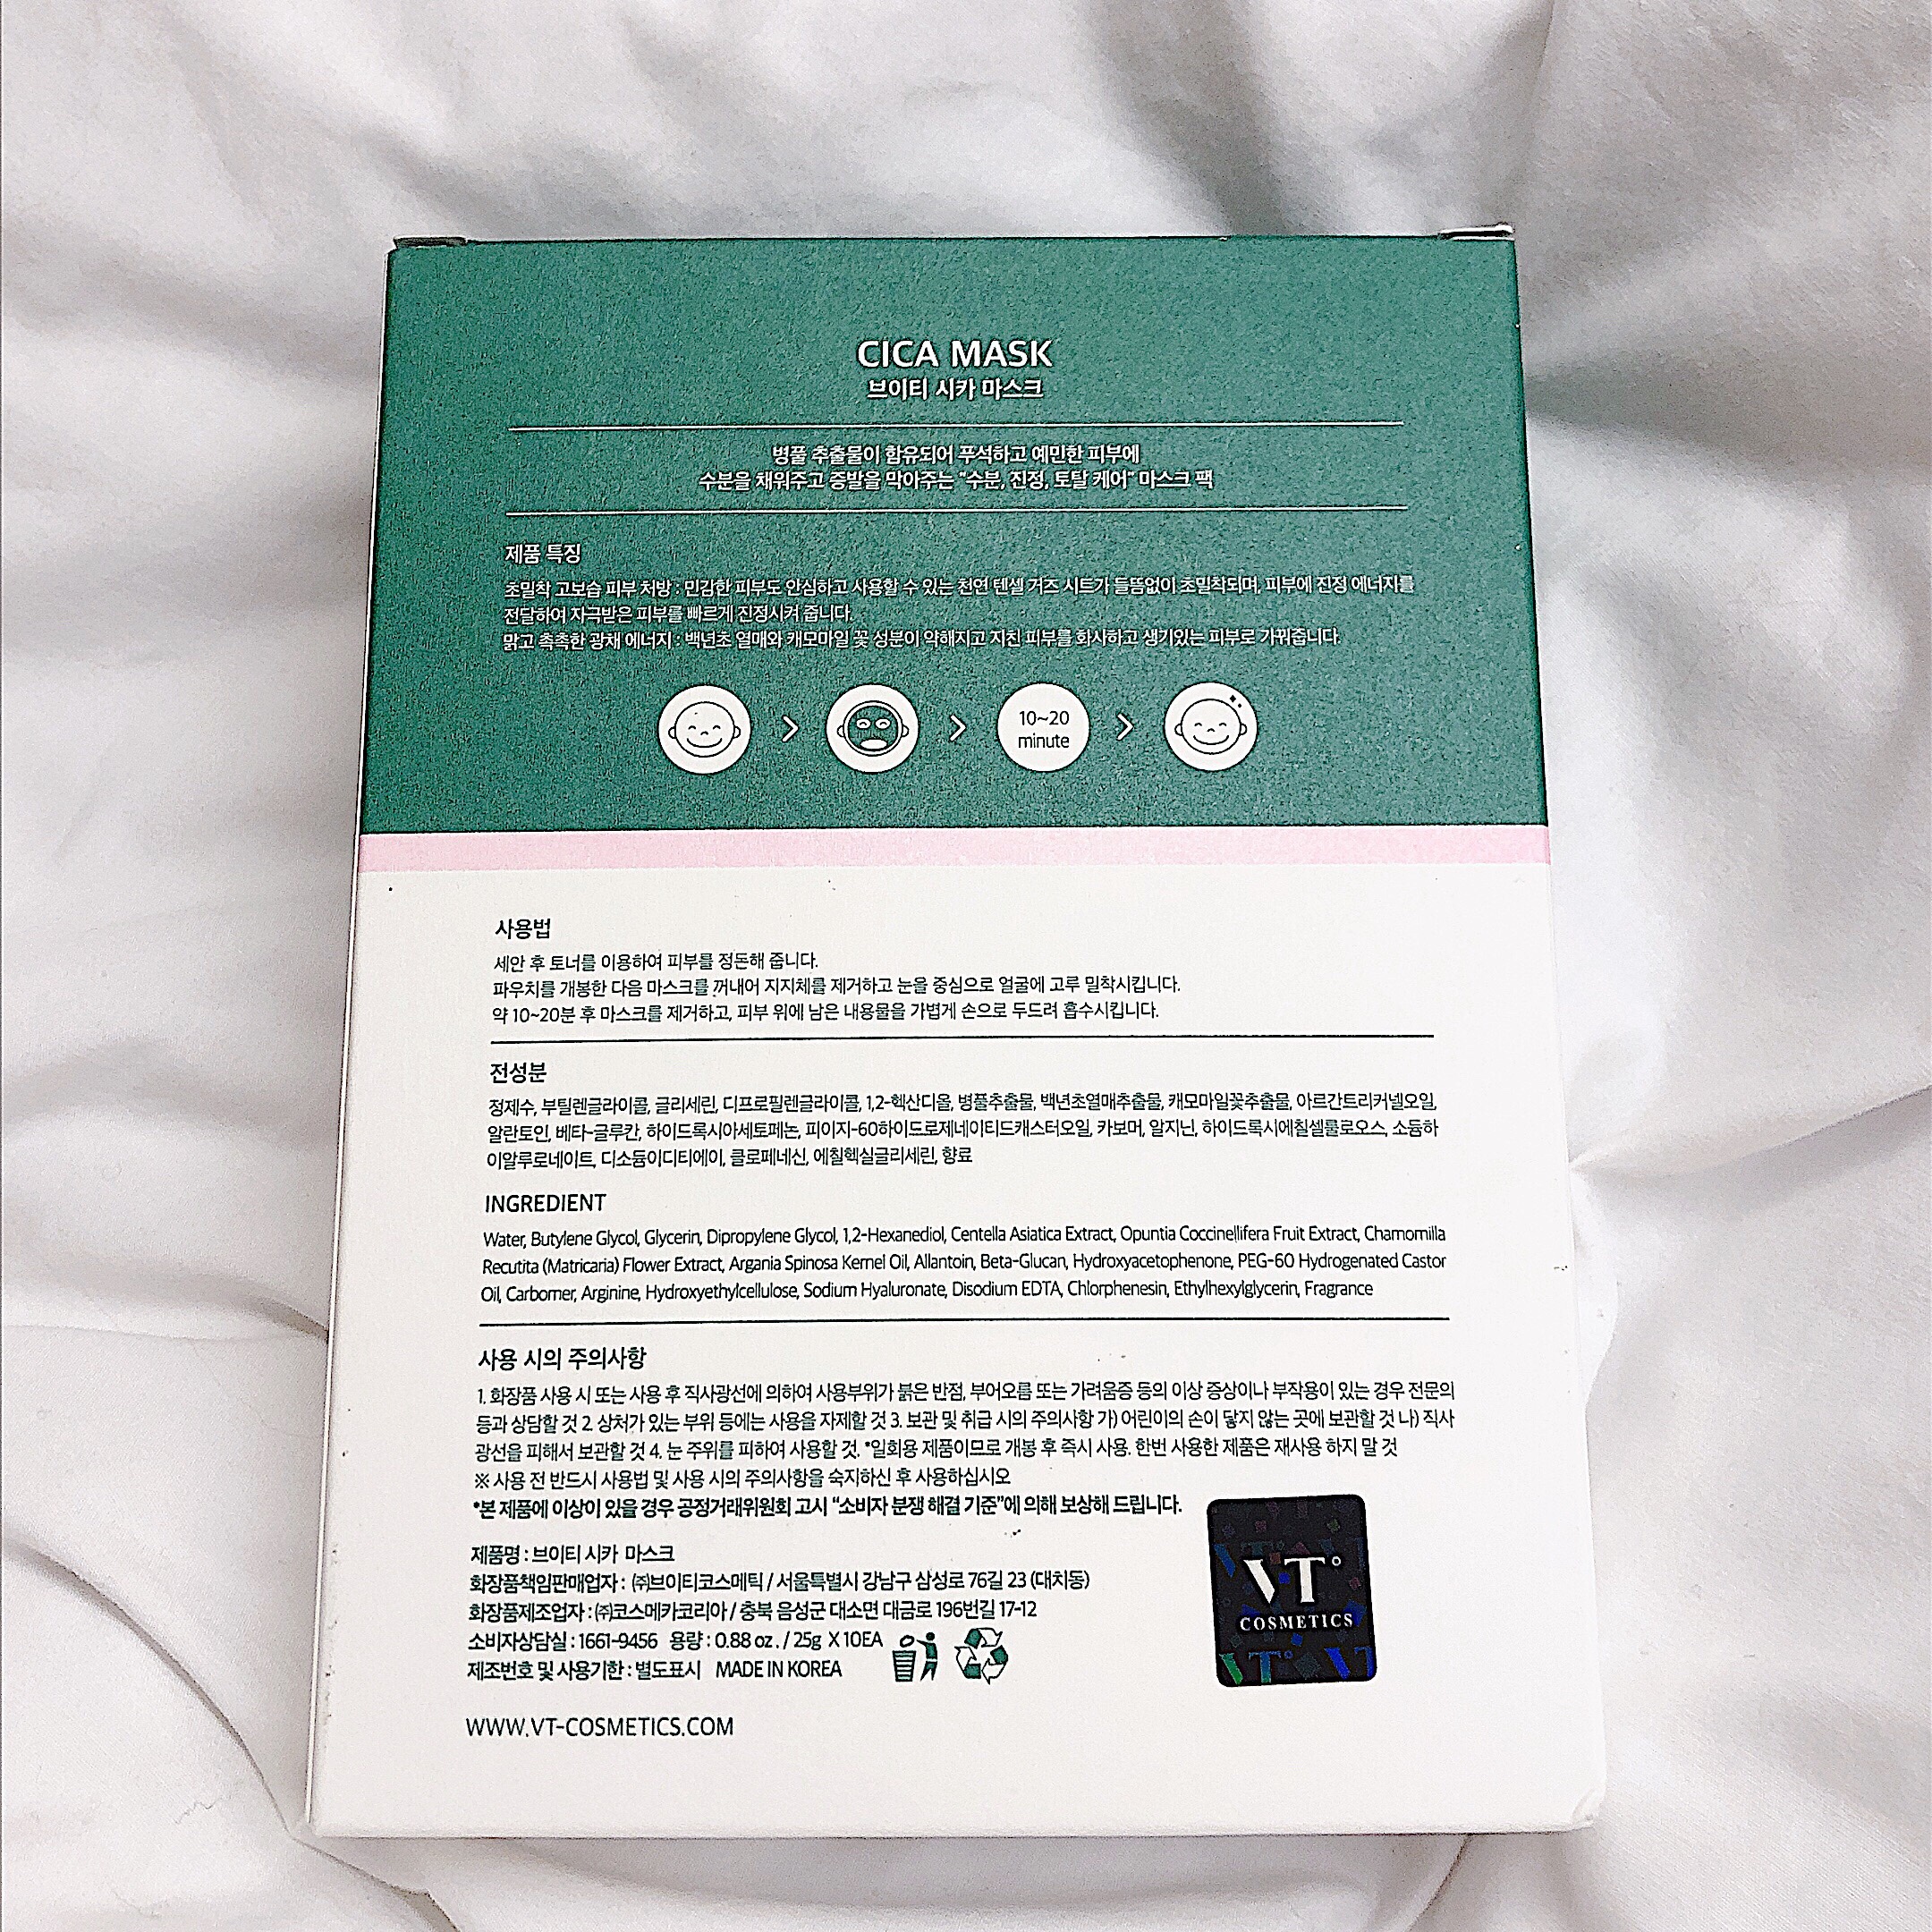 CICA MASK
브이티 시카 마스크
병풀 추출물이 함유되어 푸석하고 예민한 피부에
수분을 채워주고 증발을 막아주는 "수분, 진정, 토탈 케어" 마스크 팩
제품 특징
초밀착 고보습 피부 처방 : 민감한 피부도 안심하고 사용할 수 있는 천연 텐셀 거즈 시트가 들뜸없이 초밀착되며, 피부에 진정 에너지를
전달하여 자극받은 피부를 빠르게 진정시켜 줍니다.
맑고 촉촉한 광채 에너지 : 백년초 열매와 캐모마일 꽃 성분이 약해지고 지친 피부를 화사하고 생기있는 피부로 가꿔줍니다.
10~20
minute
사용법
세안 후 토너를 이용하여 피부를 정돈해 줍니다.
파우치를 개봉한 다음 마스크를 꺼내어 지지체를 제거하고 눈을 중심으로 얼굴에 고루 밀착시킵니다.
약 10~20분 후 마스크를 제거하고, 피부 위에 남은 내용물을 가볍게 손으로 두드려 흡수시킵니다.
전성분
정제수, 부틸렌글라이콜, 글리세린, 디프로필렌글라이콜, 1,2-헥산디올, 병풀추출물, 백년초열매추출물, 캐모마일꽃추출물, 아르간트리커넬오일,
알란토인, 베타-글루칸, 하이드록시아세토페논, 피이지-60하이드로제네이티드캐스터오일, 카보머, 알지닌, 하이드록시에칠셀룰로오스, 소듐하
이알루로네이트, 디소듐이디티에이, 클로페네신, 에칠헥실글리세린, 향료
INGREDIENT
Water, Butylene Glycol, Glycerin, Dipropylene Glycol, 1,2-Hexanediol, Centella Asiatica Extract, Opuntia Coccinellifera Fruit Extract, Chamomilla
Recutita (Matricaria) Flower Extract, Argania Spinosa Kernel Oil, Allantoin, Beta-Glucan, Hydroxyacetophenone, PEG-60 Hydrogenated Castor
Oil, Carbomer, Arginine, Hydroxyethylcellulose, Sodium Hyaluronate, Disodium EDTA, Chlorphenesin, Ethylhexylglycerin, Fragrance
사용 시의 주의사항
1. 화장품 사용 시 또는 사용 후 직사광선에 의하여 사용부위가 붉은 반점, 부어오름 또는 가려움증 등의 이상 증상이나 부작용이 있는 경우 전문의
등과 상담할 것 2. 상처가 있는 부위 등에는 사용을 자제할 것 3. 보관 및 취급 시의 주의사항 가) 어린이의 손이 닿지 않는 곳에 보관할 것 나) 직사
광선을 피해서 보관할 것 4. 눈 주위를 피하여 사용할 것. *일회용 제품이므로 개봉 후 즉시 사용. 한번 사용한 제품은 재사용 하지 말 것
※ 사용 전 반드시 사용법 및 사용 시의 주의사항을 숙지하신 후 사용하십시오
*본 제품에 이상이 있을 경우 공정거래위원회 고시 "소비자 분쟁 해결 기준"에 의해 보상해 드립니다.
제품명 : 브이티 시카 마스크
화장품책임판매업자 : ㈜브이티코스메틱 / 서울특별시 강남구 삼성로 76길 23 (대치동)
화장품제조업자 : ㈜코스메카코리아 / 충북 음성군 대소면 대금로 196번길 17-12
소비자상담실 : 1661-9456 용량 : 0.88 oz. / 25g X 10EA
제조번호 및 사용기한 : 별도표시 MADE IN KOREA
VT°
COSMETICS
WWW.VT-COSMETICS.COM